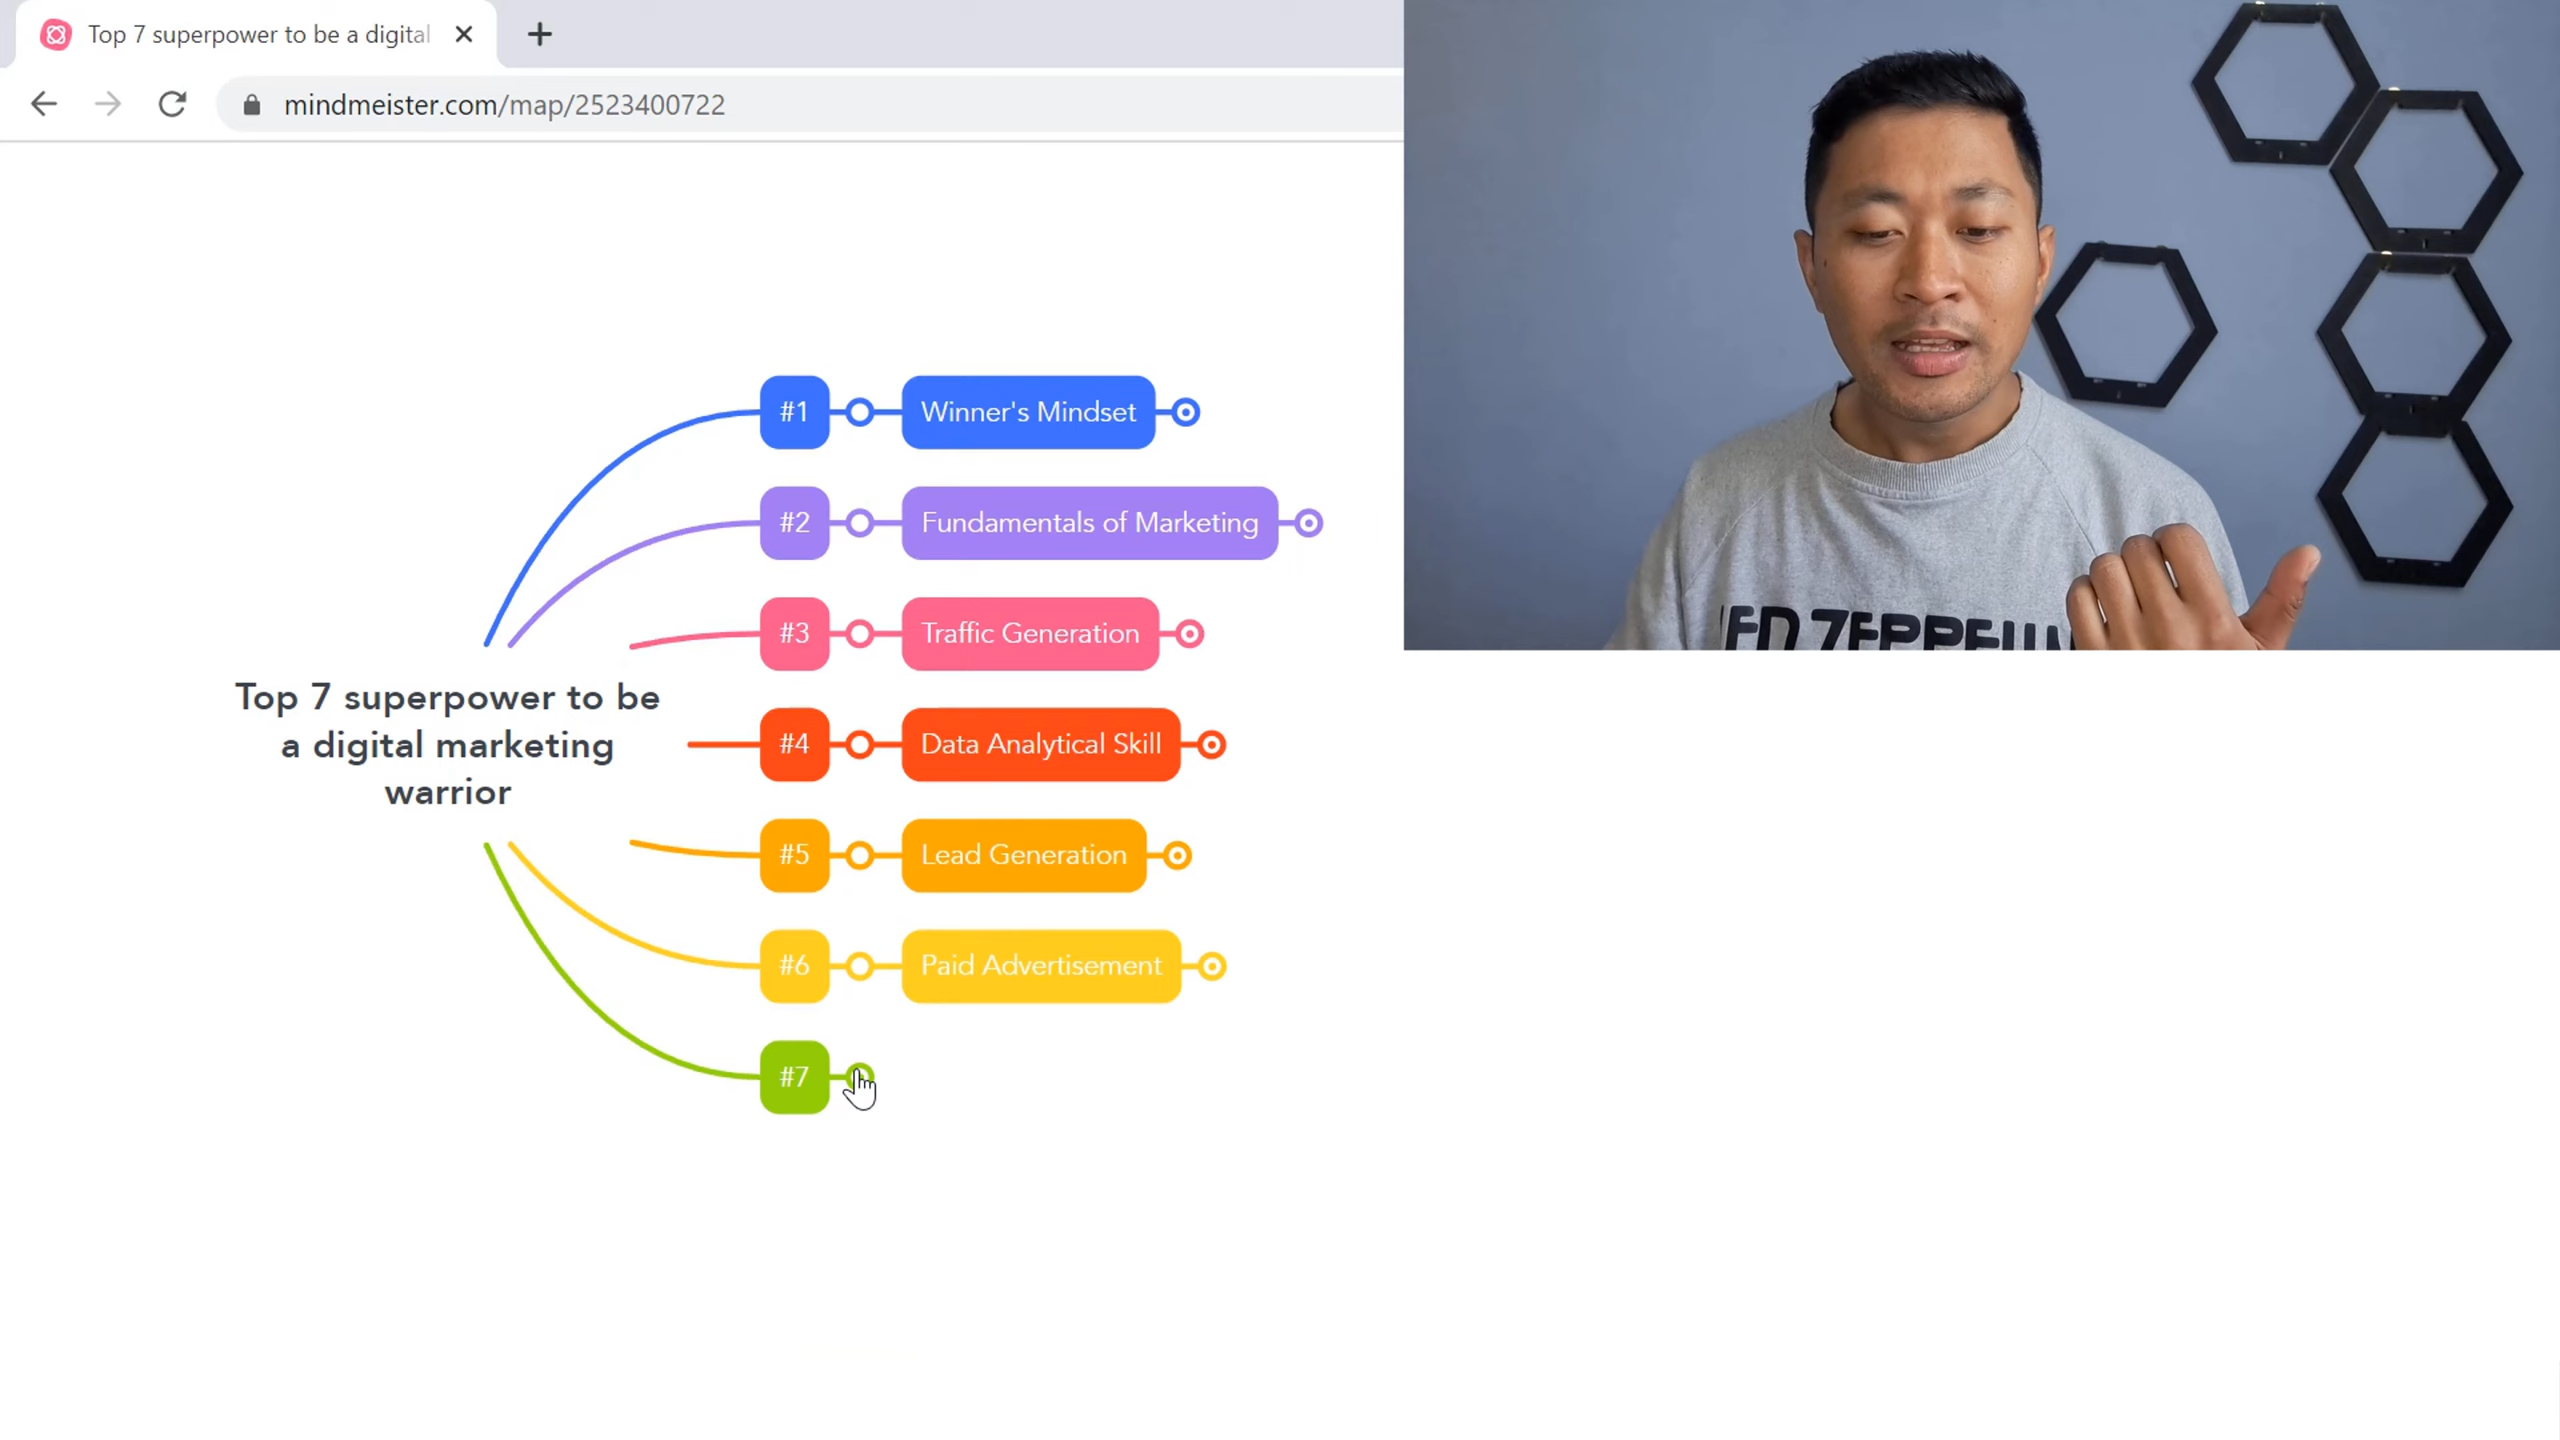 Top 7 superpower to be a digital
mindmeister.com/map/2523400722
#1 Winner's Mindset
#2 Fundamentals of Marketing
#3 Traffic Generation
Top 7 superpower to be
a digital marketing
warrior
#4 Data Analytical Skill
#5 Lead Generation
#6 Paid Advertisement
#7
LED ZEPPELIN